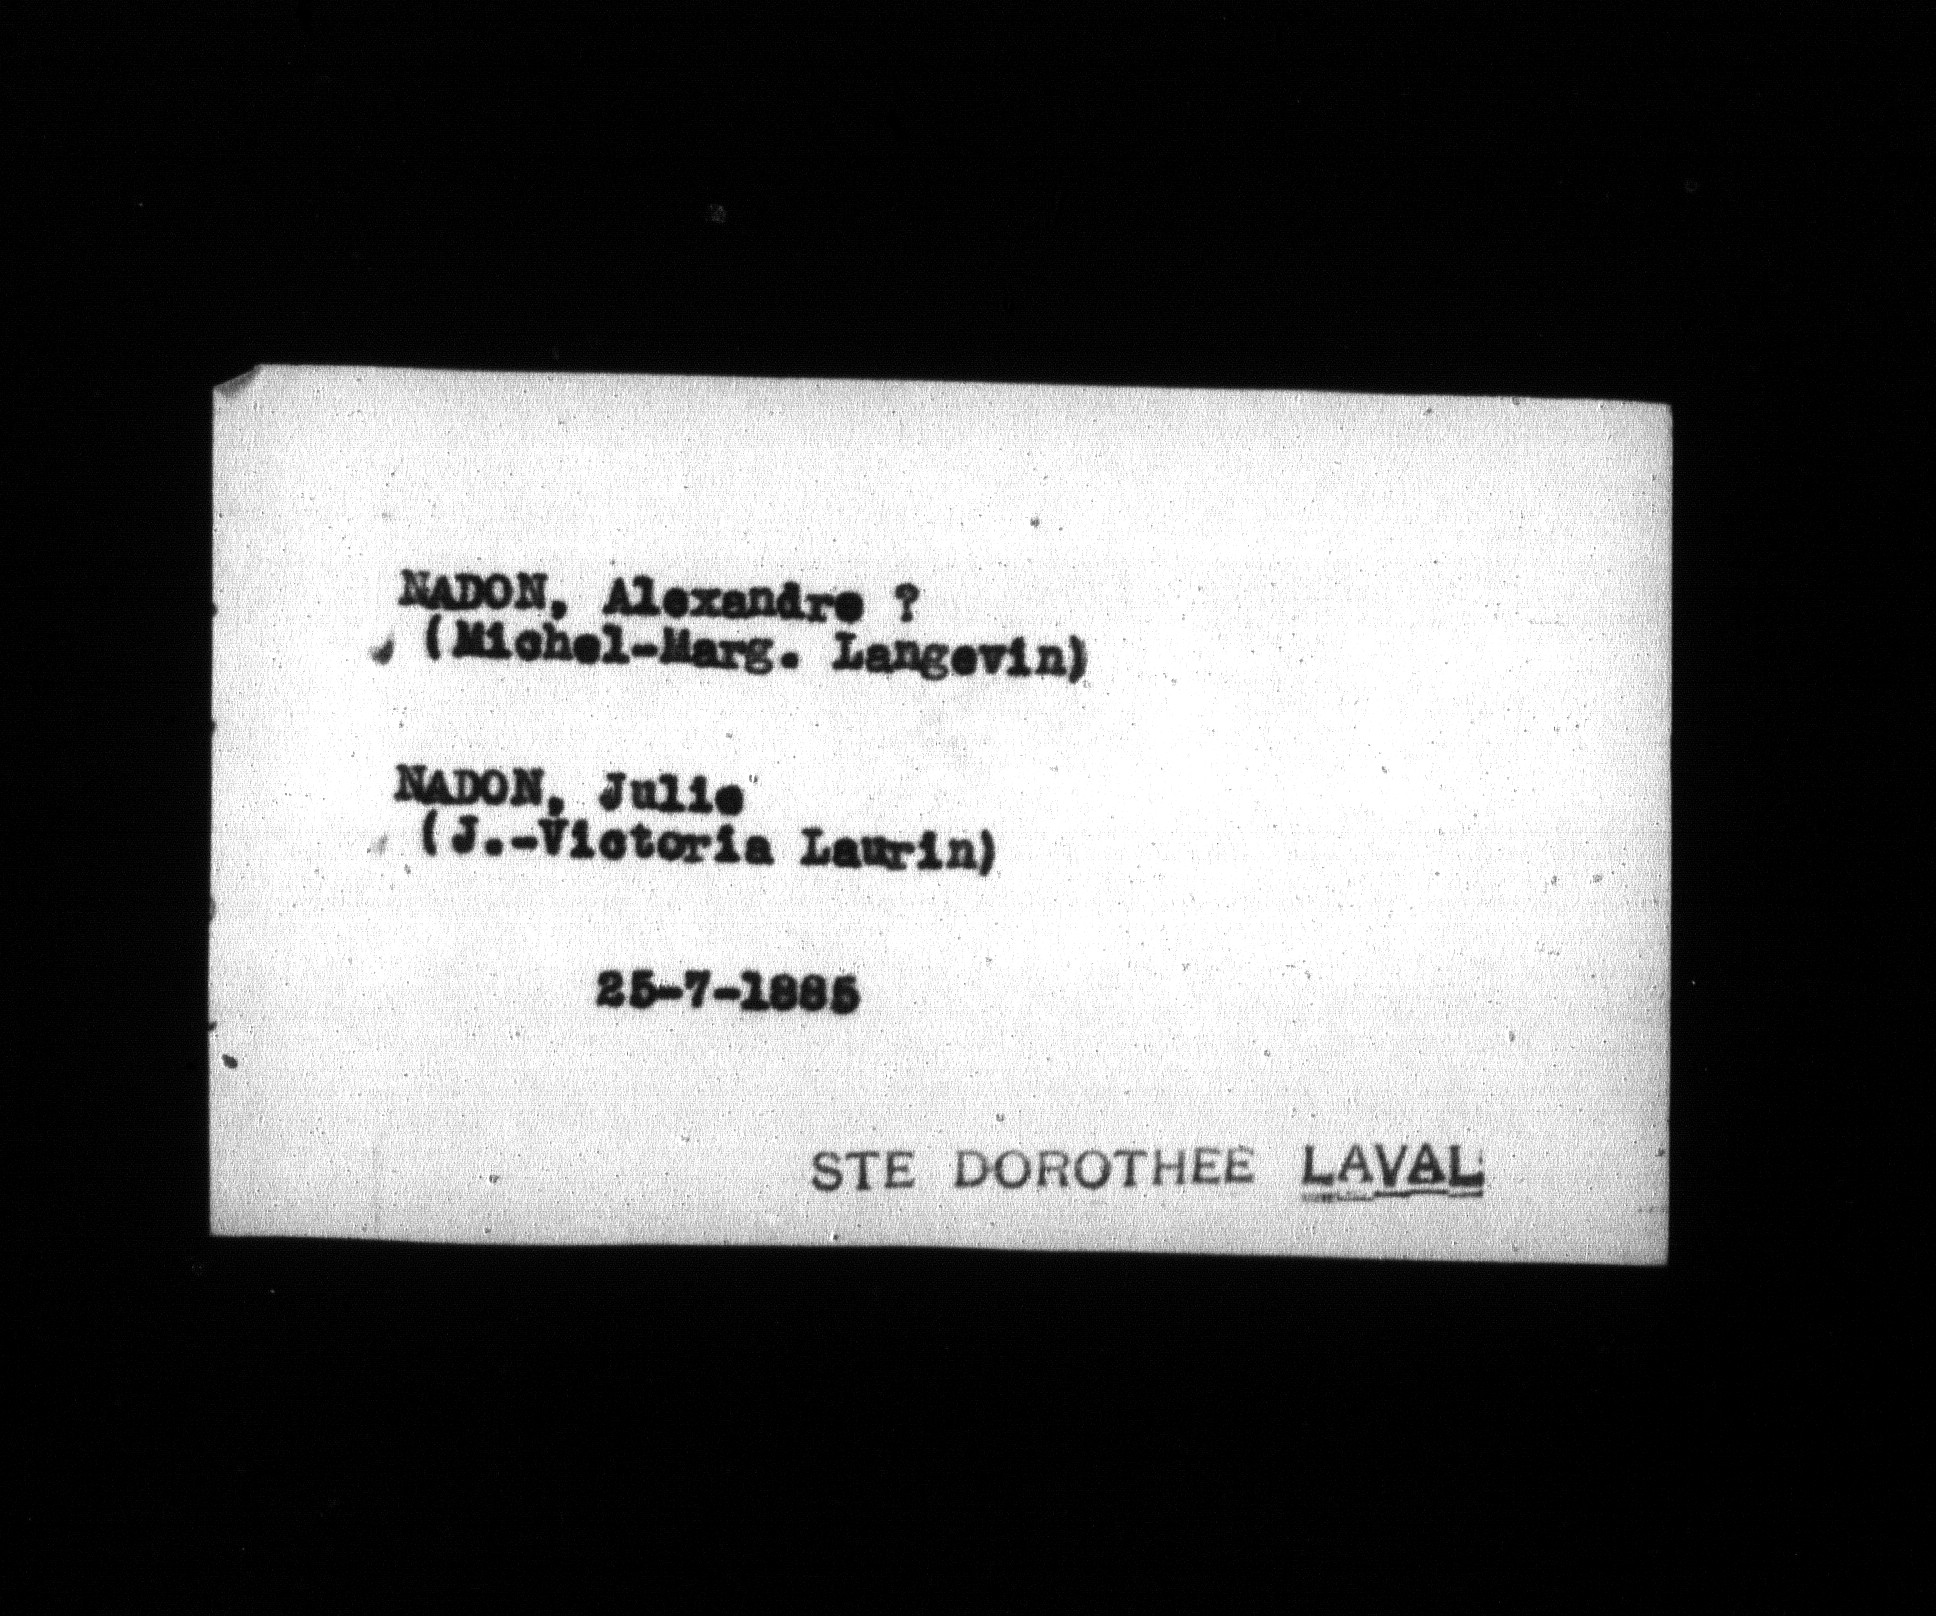 NADON, Alexandre ?
(Michel-Marg. Langevin)
NADON, Julie
(J.-Victoria Laurin)
25-7-1885
STE DOROTHEE LAVAL